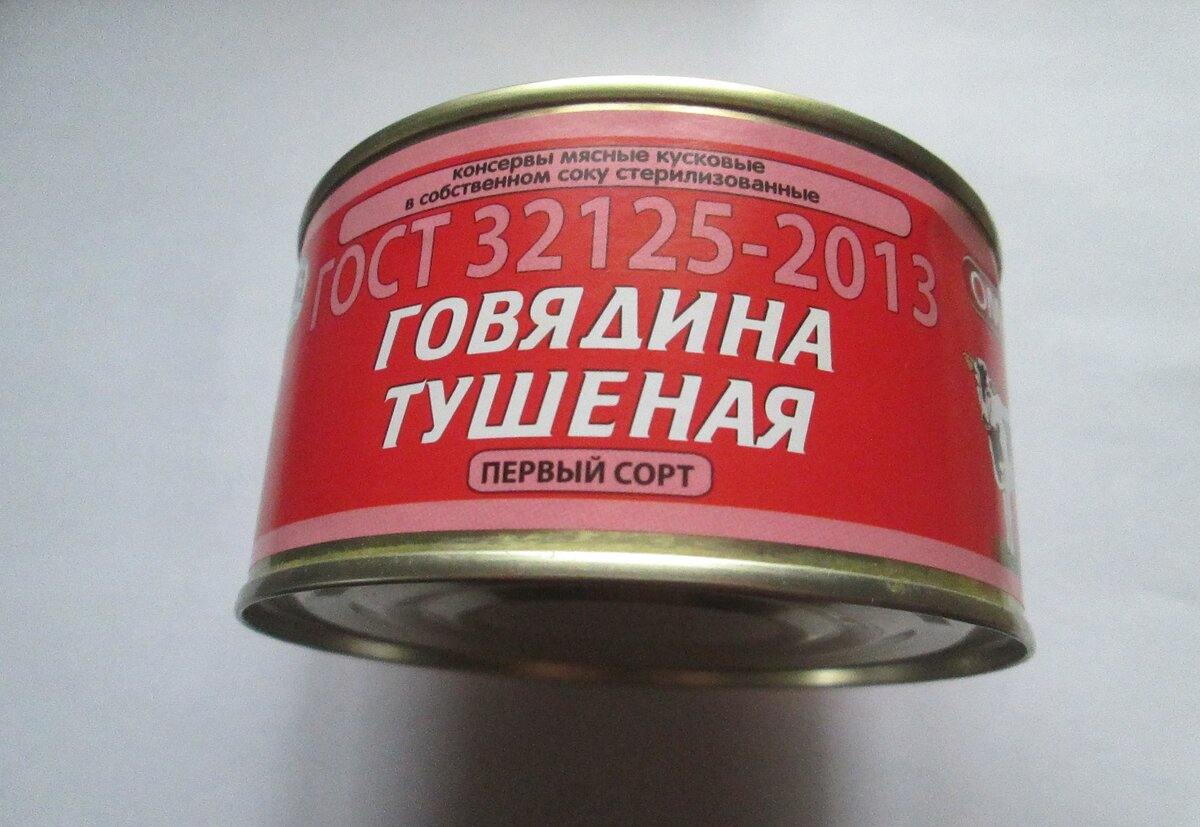 консервы мясные кусковые
в собственном соку стерилизованные
ГОСТ 32125-2013
ГОВЯДИНА
ТУШЕНАЯ
ПЕРВЫЙ СОРТ